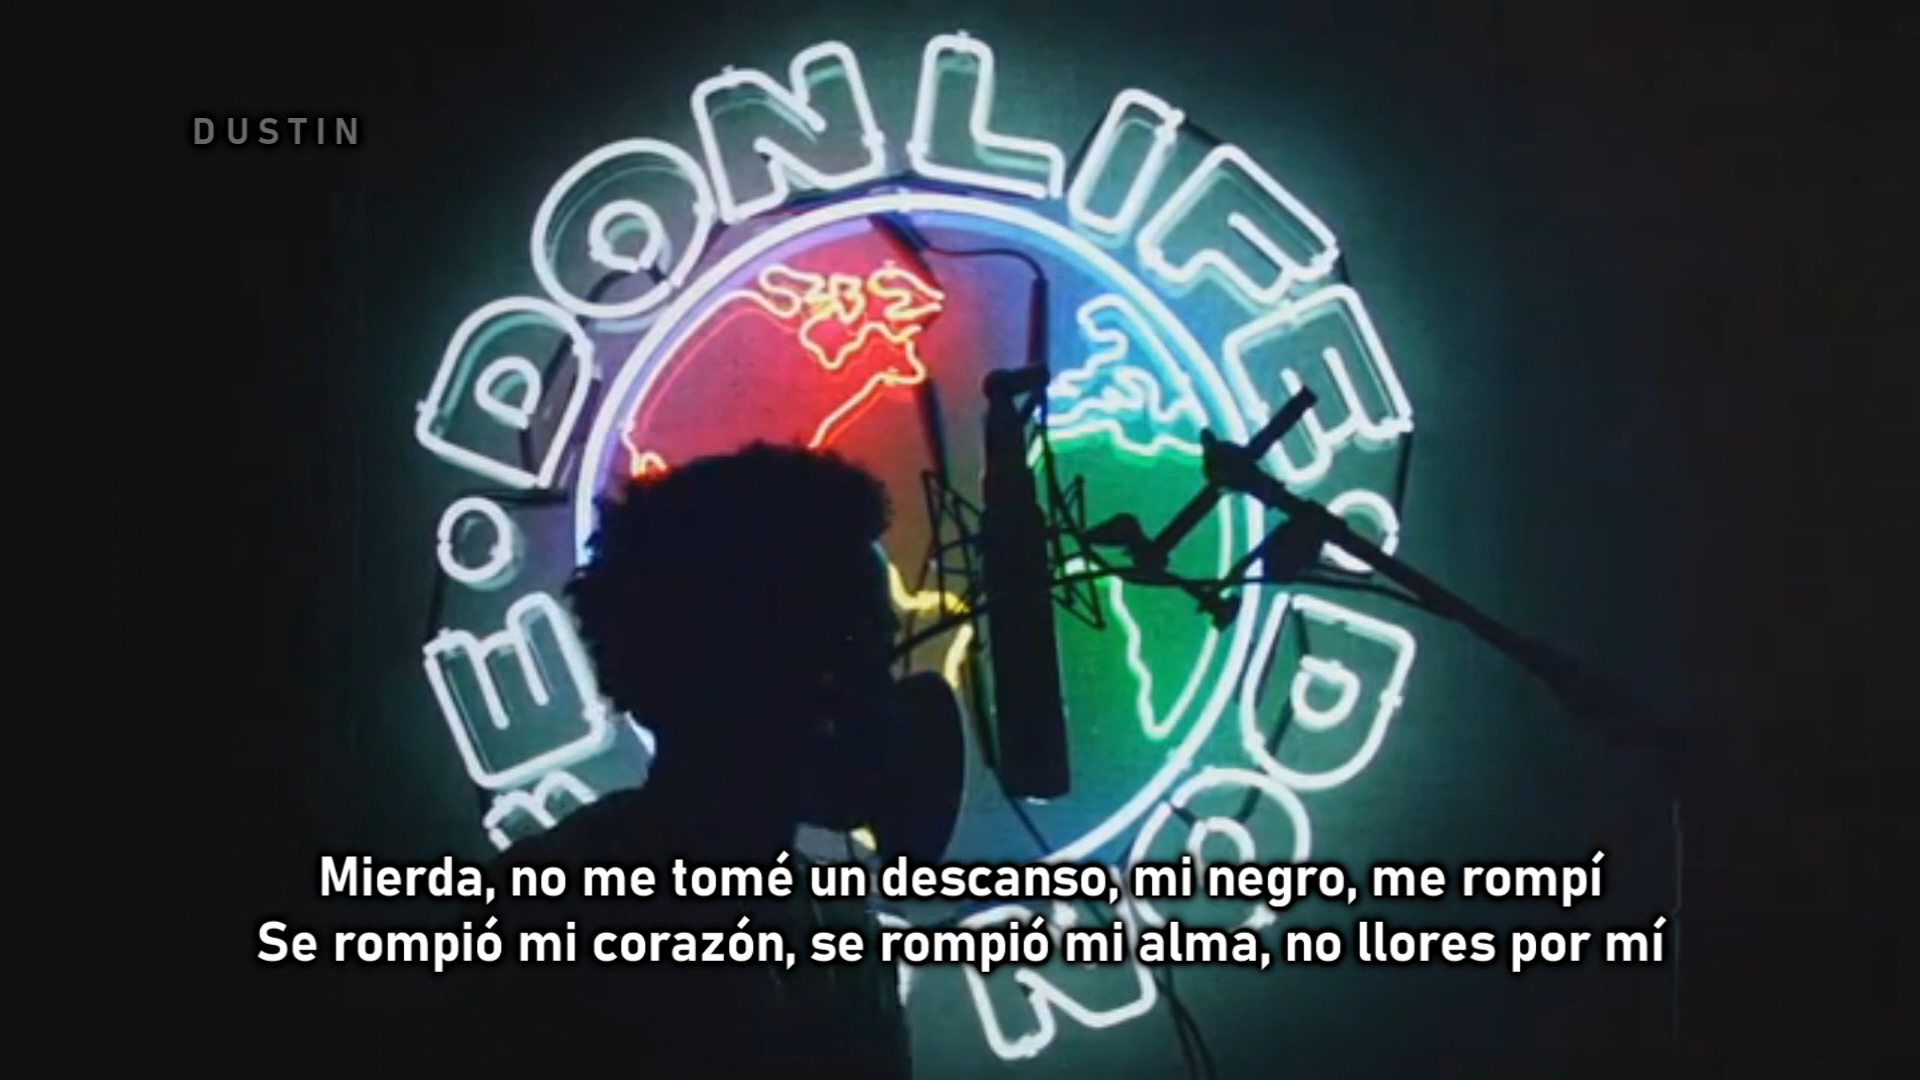 DUSTIN
DONLIFE • DON
Mierda, no me tomé un descanso, mi negro, me rompí
Se rompió mi corazón, se rompió mi alma, no llores por mí